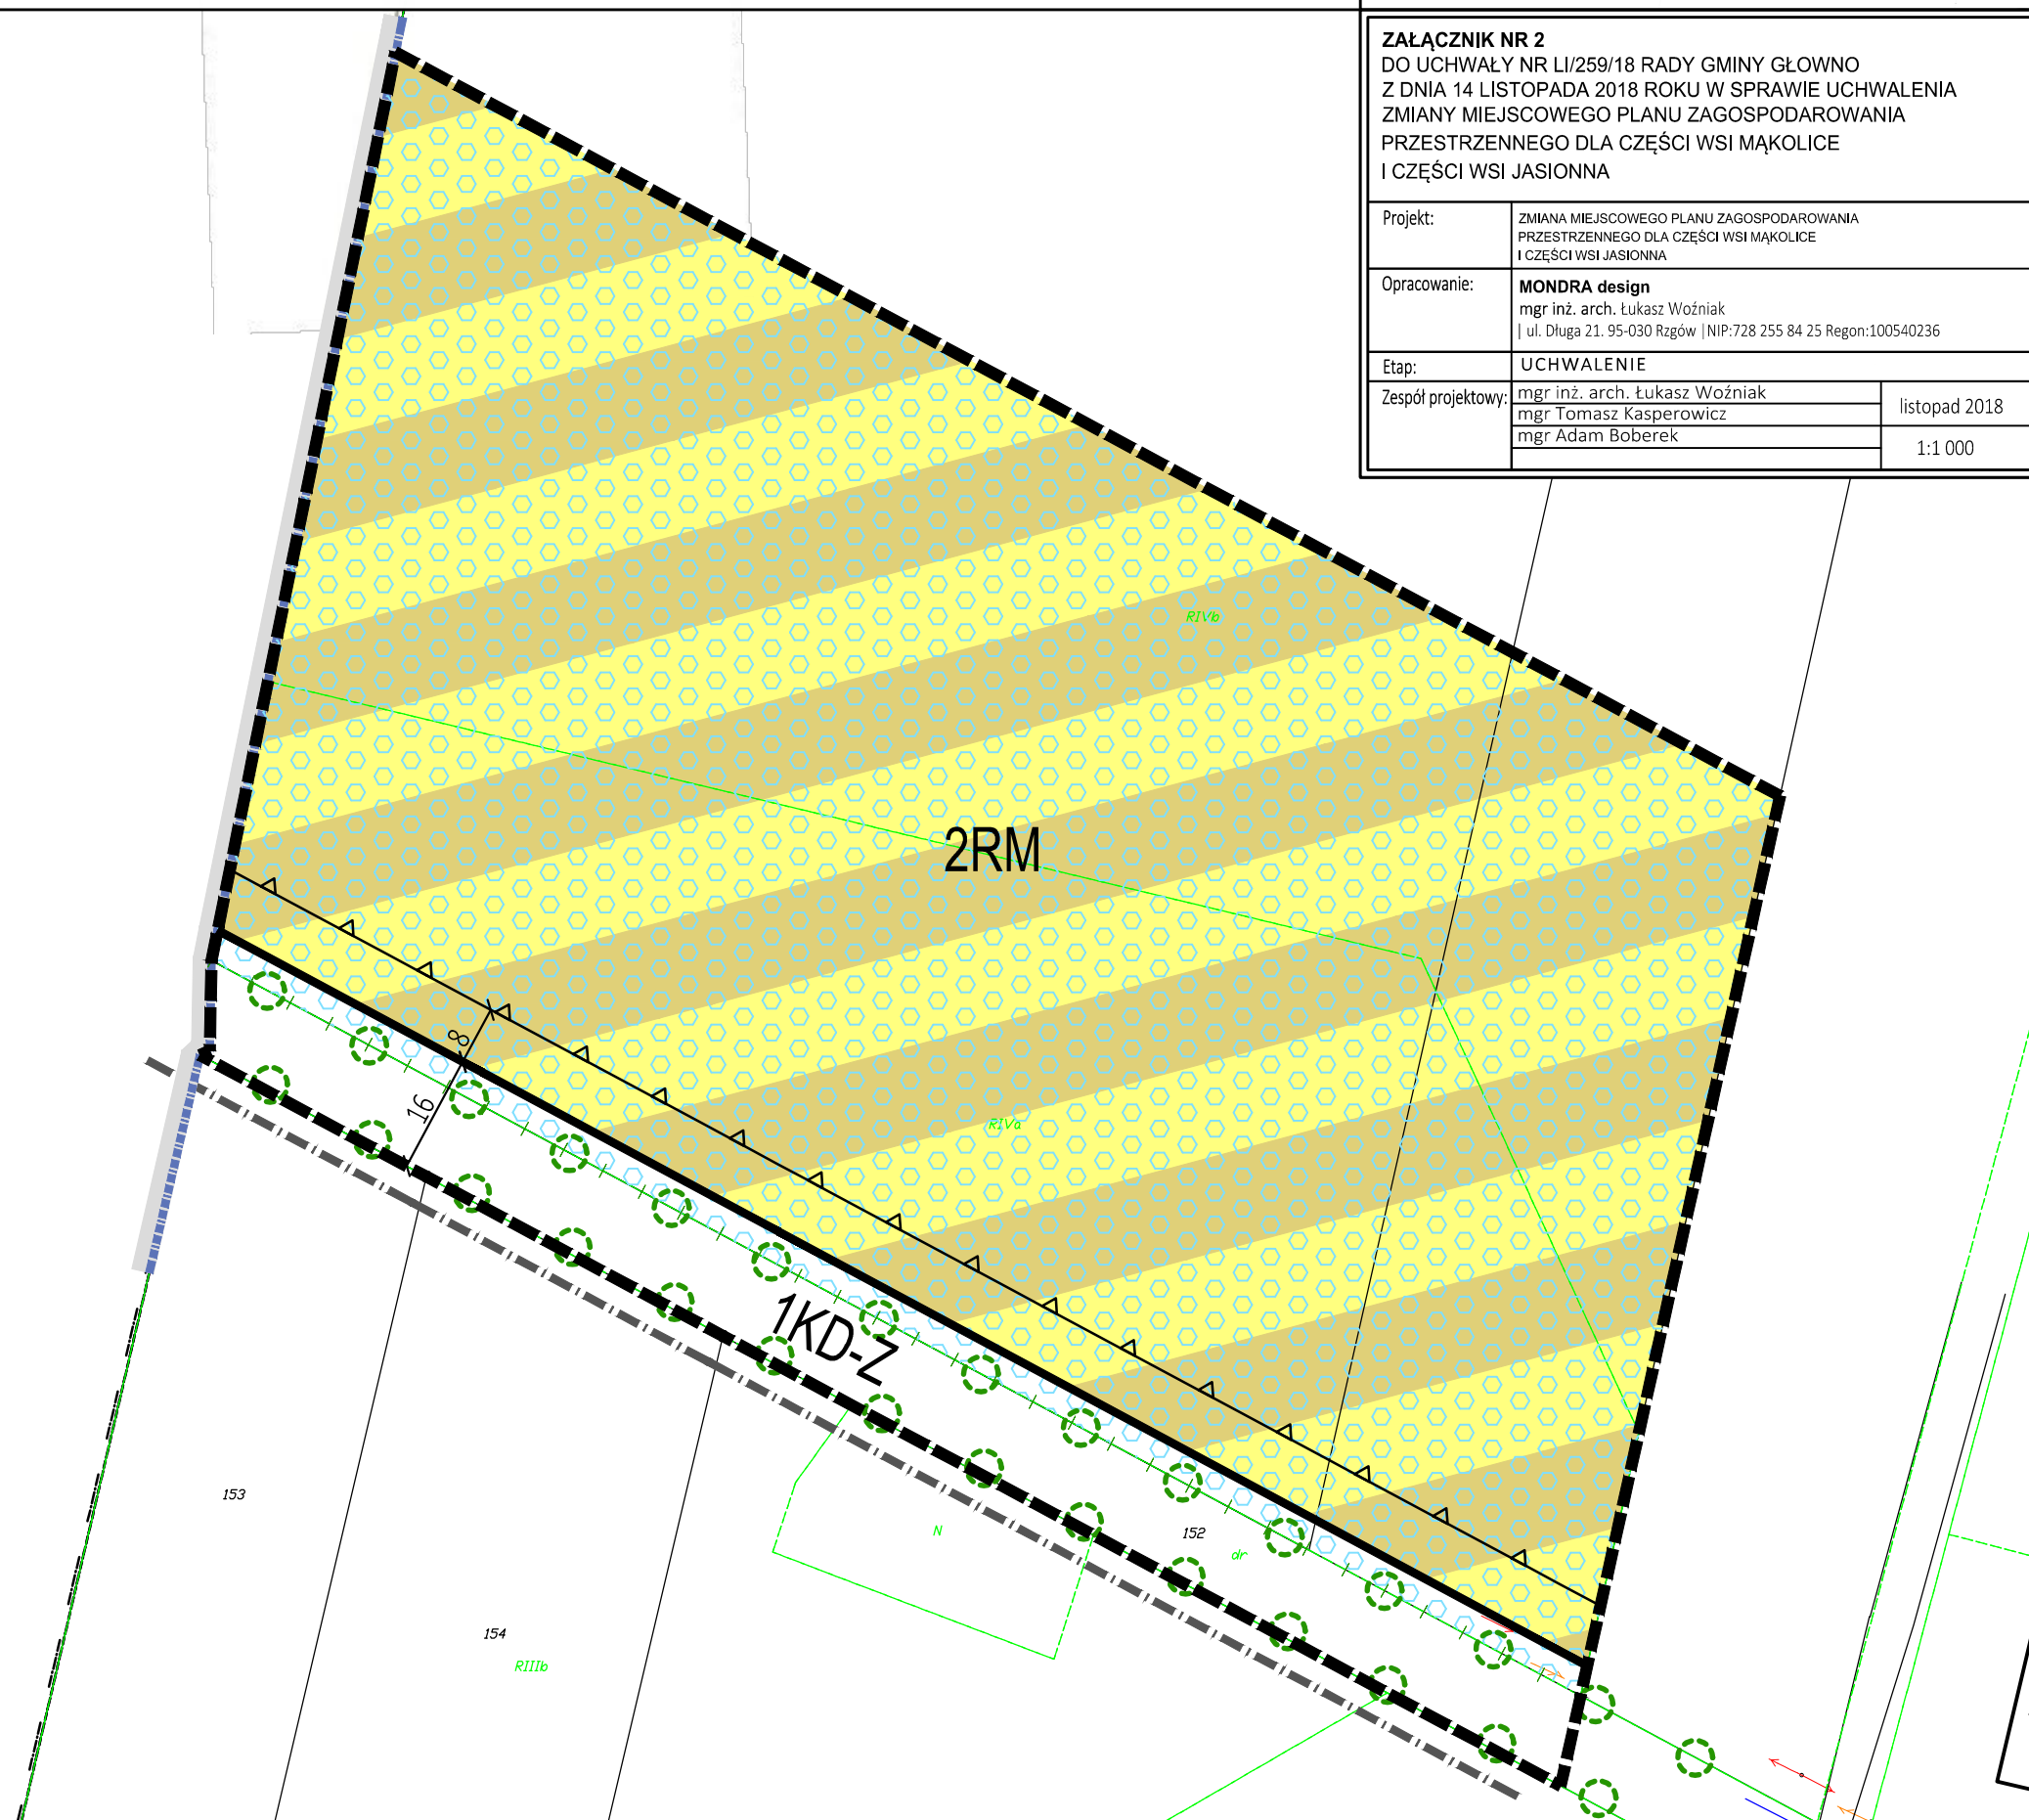 ZAŁĄCZNIK NR 2
DO UCHWAŁY NR LI/259/18 RADY GMINY GŁOWNO
Z DNIA 14 LISTOPADA 2018 ROKU W SPRAWIE UCHWALENIA
ZMIANY MIEJSCOWEGO PLANU ZAGOSPODAROWANIA
PRZESTRZENNEGO DLA CZĘŚCI WSI MĄKOLICE
I CZĘŚCI WSI JASIONNA
Projekt:
ZMIANA MIEJSCOWEGO PLANU ZAGOSPODAROWANIA
PRZESTRZENNEGO DLA CZĘŚCI WSI MĄKOLICE
I CZĘŚCI WSI JASIONNA
Opracowanie:
MONDRA design
mgr inż. arch. Łukasz Woźniak
| ul. Długa 21. 95-030 Rzgów |NIP:728 255 84 25 Regon:100540236
Etap:
UCHWALENIE
Zespół projektowy:
mgr inż. arch. Łukasz Woźniak
mgr Tomasz Kasperowicz
mgr Adam Boberek
listopad 2018
1:1 000
RIVb
2RM
8
16
RIVa
1KD-Z
153
N
152
dr
154
RIIIb